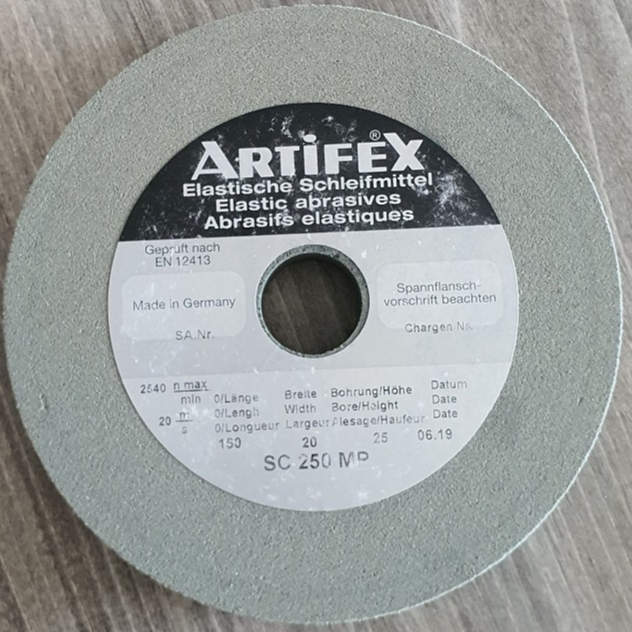 ARTIFEX®
Elastische Schleifmittel
Elastic abrasives
Abrasifs elastiques
Geprüft nach
EN 12413
Spannflansch-
vorschrift beachten
Made in Germany
SA.Nr.
Chargen Nr.
2540 n max Datum
min 0/Länge Breite Bohrung/Höhe Date
20 m 0/Lengh Width Bore/Height Date
s 0/Longueur Largeur Alesage/Haufeur
150 20 25 06.19
SC 250 MP